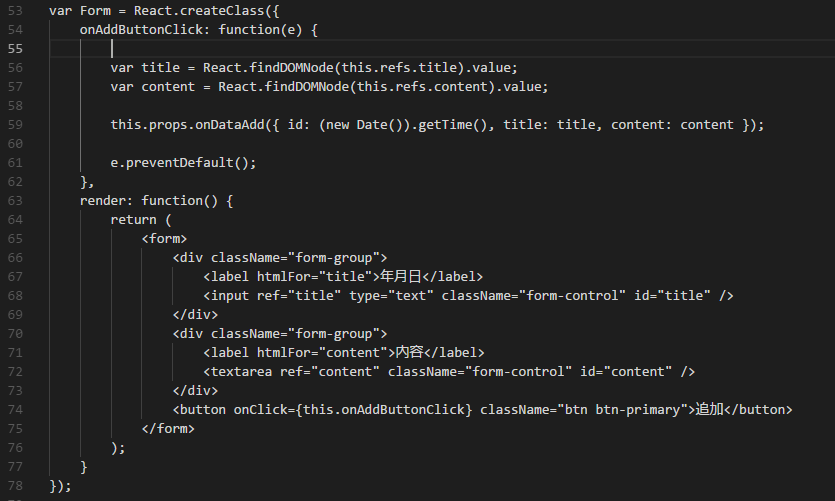 53 var Form = React.createClass({
54     onAddButtonClick: function(e) {
55
56         var title = React.findDOMNode(this.refs.title).value;
57         var content = React.findDOMNode(this.refs.content).value;
58
59         this.props.onDataAdd({ id: (new Date()).getTime(), title: title, content: content });
60
61         e.preventDefault();
62     },
63     render: function() {
64         return (
65             <form>
66                 <div className="form-group">
67                     <label htmlFor="title">年月日</label>
68                     <input ref="title" type="text" className="form-control" id="title" />
69                 </div>
70                 <div className="form-group">
71                     <label htmlFor="content">内容</label>
72                     <textarea ref="content" className="form-control" id="content" />
73                 </div>
74                 <button onClick={this.onAddButtonClick} className="btn btn-primary">追加</button>
75             </form>
76         );
77     }
78 });